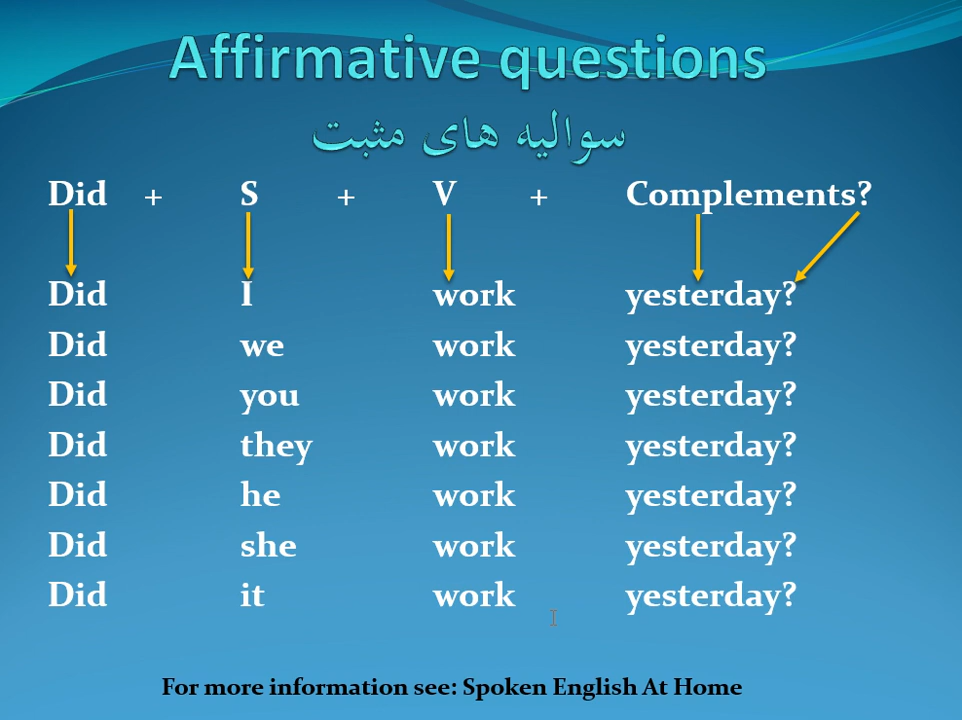 Affirmative questions
سوالیه های مثبت
Did + S + V + Complements?
Did I work yesterday?
Did we work yesterday?
Did you work yesterday?
Did they work yesterday?
Did he work yesterday?
Did she work yesterday?
Did it work yesterday?
For more information see: Spoken English At Home